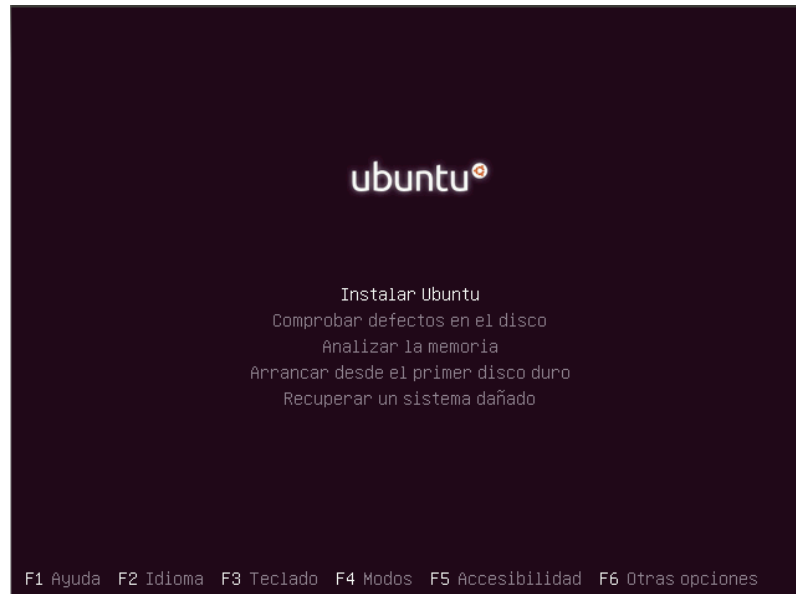 ubuntu
Instalar Ubuntu
Comprobar defectos en el disco
Analizar la memoria
Arrancar desde el primer disco duro
Recuperar un sistema dañado
F1 Ayuda F2 Idioma F3 Teclado F4 Modos F5 Accesibilidad F6 Otras opciones